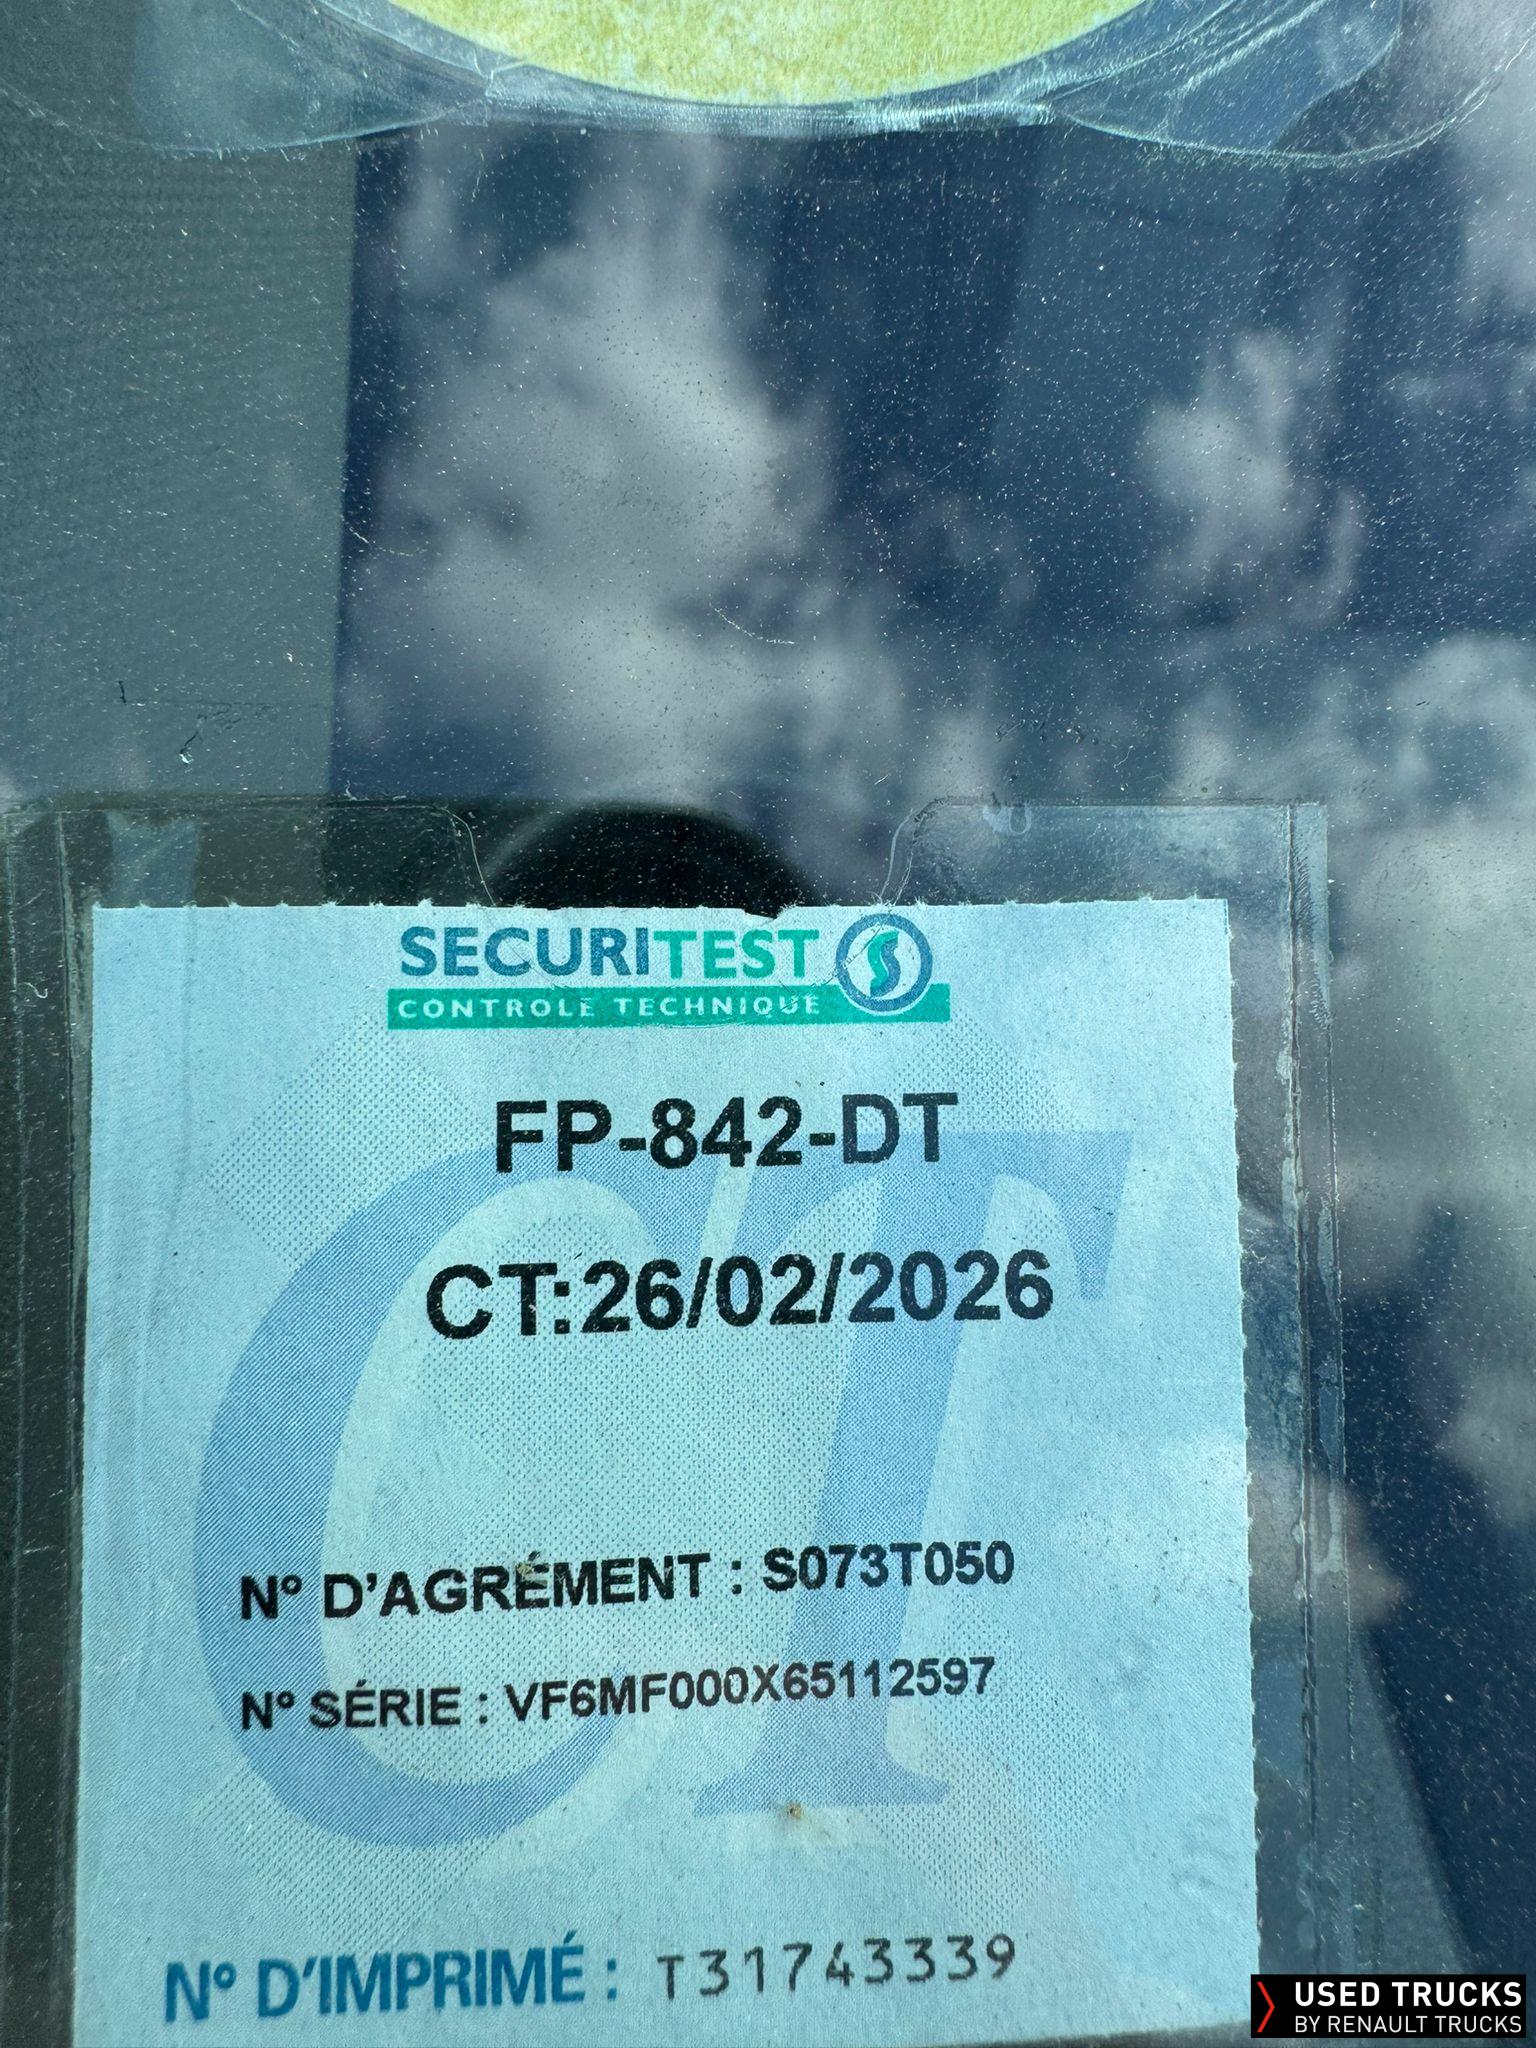 SECURITEST
CONTROLE TECHNIQUE
FP-842-DT
CT:26/02/2026
N° D'AGRÉMENT : S073T050
N° SÉRIE : VF6MF000X65112597
N° D'IMPRIMÉ : T31743339
USED TRUCKS
BY RENAULT TRUCKS